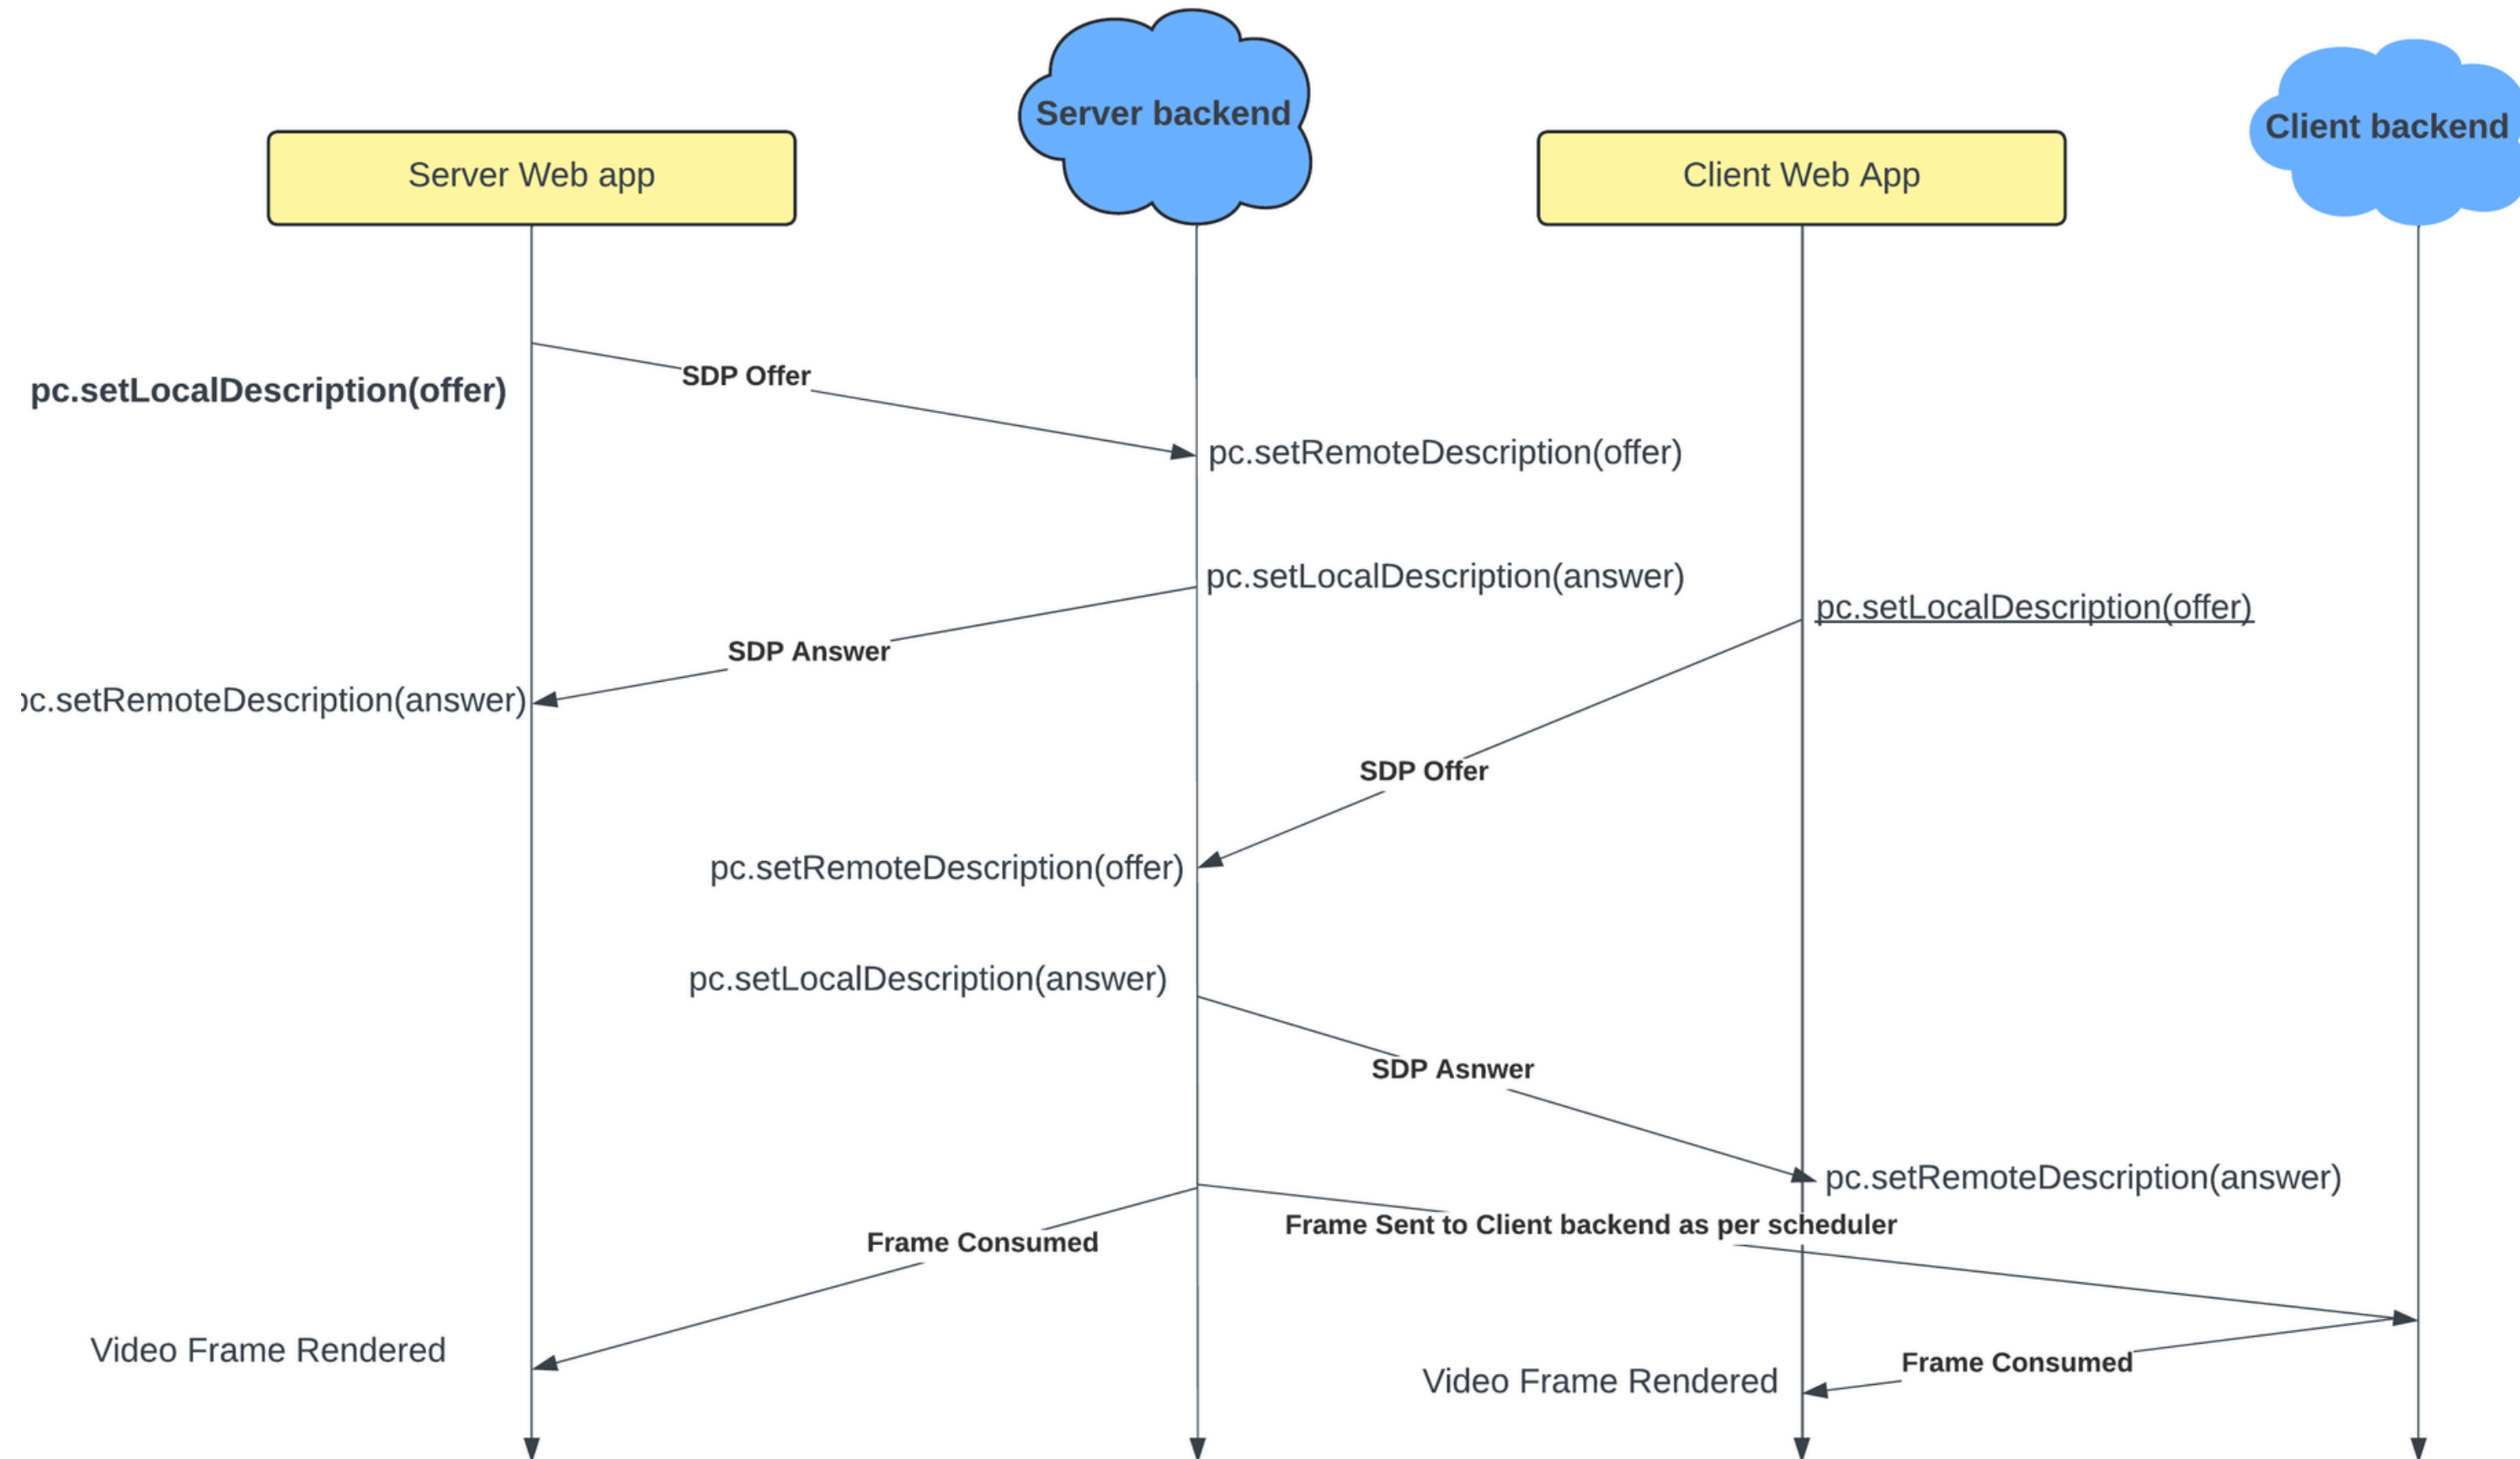 Server backend
Client backend
Server Web app
Client Web App
SDP Offer
pc.setLocalDescription(offer)
pc.setRemoteDescription(offer)
pc.setLocalDescription(answer)
pc.setLocalDescription(offer)
SDP Answer
pc.setRemoteDescription(answer)
SDP Offer
pc.setRemoteDescription(offer)
pc.setLocalDescription(answer)
SDP Asnwer
pc.setRemoteDescription(answer)
Frame Sent to Client backend as per scheduler
Frame Consumed
Video Frame Rendered
Frame Consumed
Video Frame Rendered